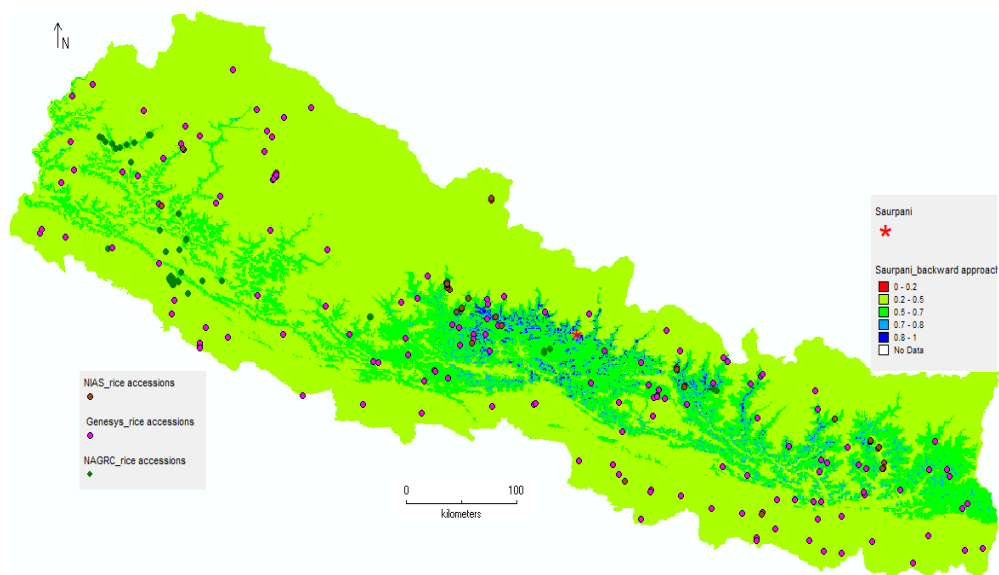 N
Saurpani
Saurpani_backward approach
0 - 0.2
0.2 - 0.5
0.5 - 0.7
0.7 - 0.8
0.8 - 1
No Data
NIAS_rice accessions
Genesys_rice accessions
NAGRC_rice accessions
0 100
kilometers